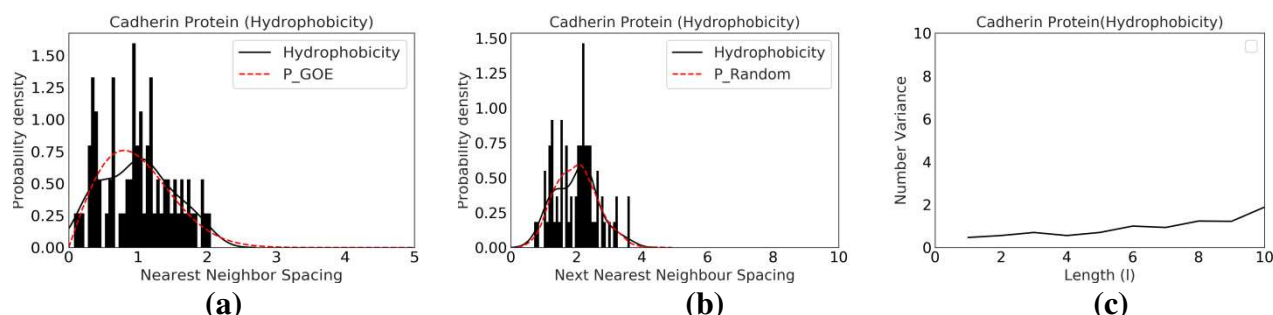 Cadherin Protein (Hydrophobicity)
Probability density
1.50
1.25
1.00
0.75
0.50
0.25
0.00
Hydrophobicity
P_GOE
0 1 2 3 4 5
Nearest Neighbor Spacing
(a)
Cadherin Protein (Hydrophobicity)
Probability density
1.50
1.25
1.00
0.75
0.50
0.25
0.00
Hydrophobicity
P_Random
0 2 4 6 8 10
Next Nearest Neighbour Spacing
(b)
Cadherin Protein(Hydrophobicity)
Number Variance
10
8
6
4
2
0
0 2 4 6 8 10
Length (l)
(c)